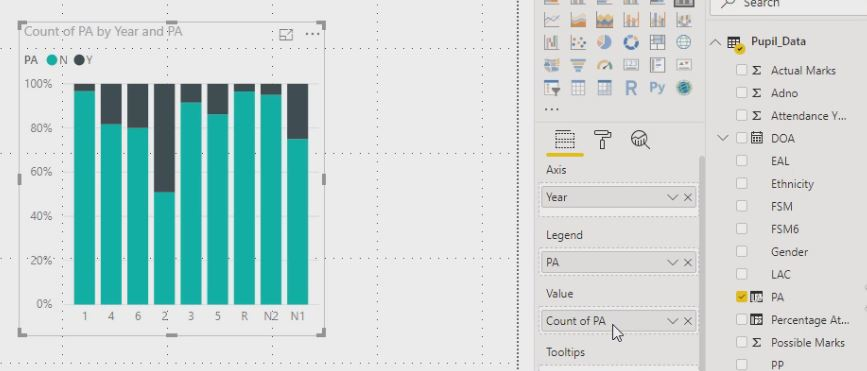 Search
Count of PA by Year and PA
PA N Y
100%
80%
60%
40%
20%
0%
1 4 6 2 3 5 R N2 N1
R Py
Axis
Year
Legend
PA
Value
Count of PA
Tooltips
Pupil_Data
Actual Marks
Adno
Attendance Y...
DOA
EAL
Ethnicity
FSM
FSM6
Gender
LAC
PA
Percentage At...
Possible Marks
PP